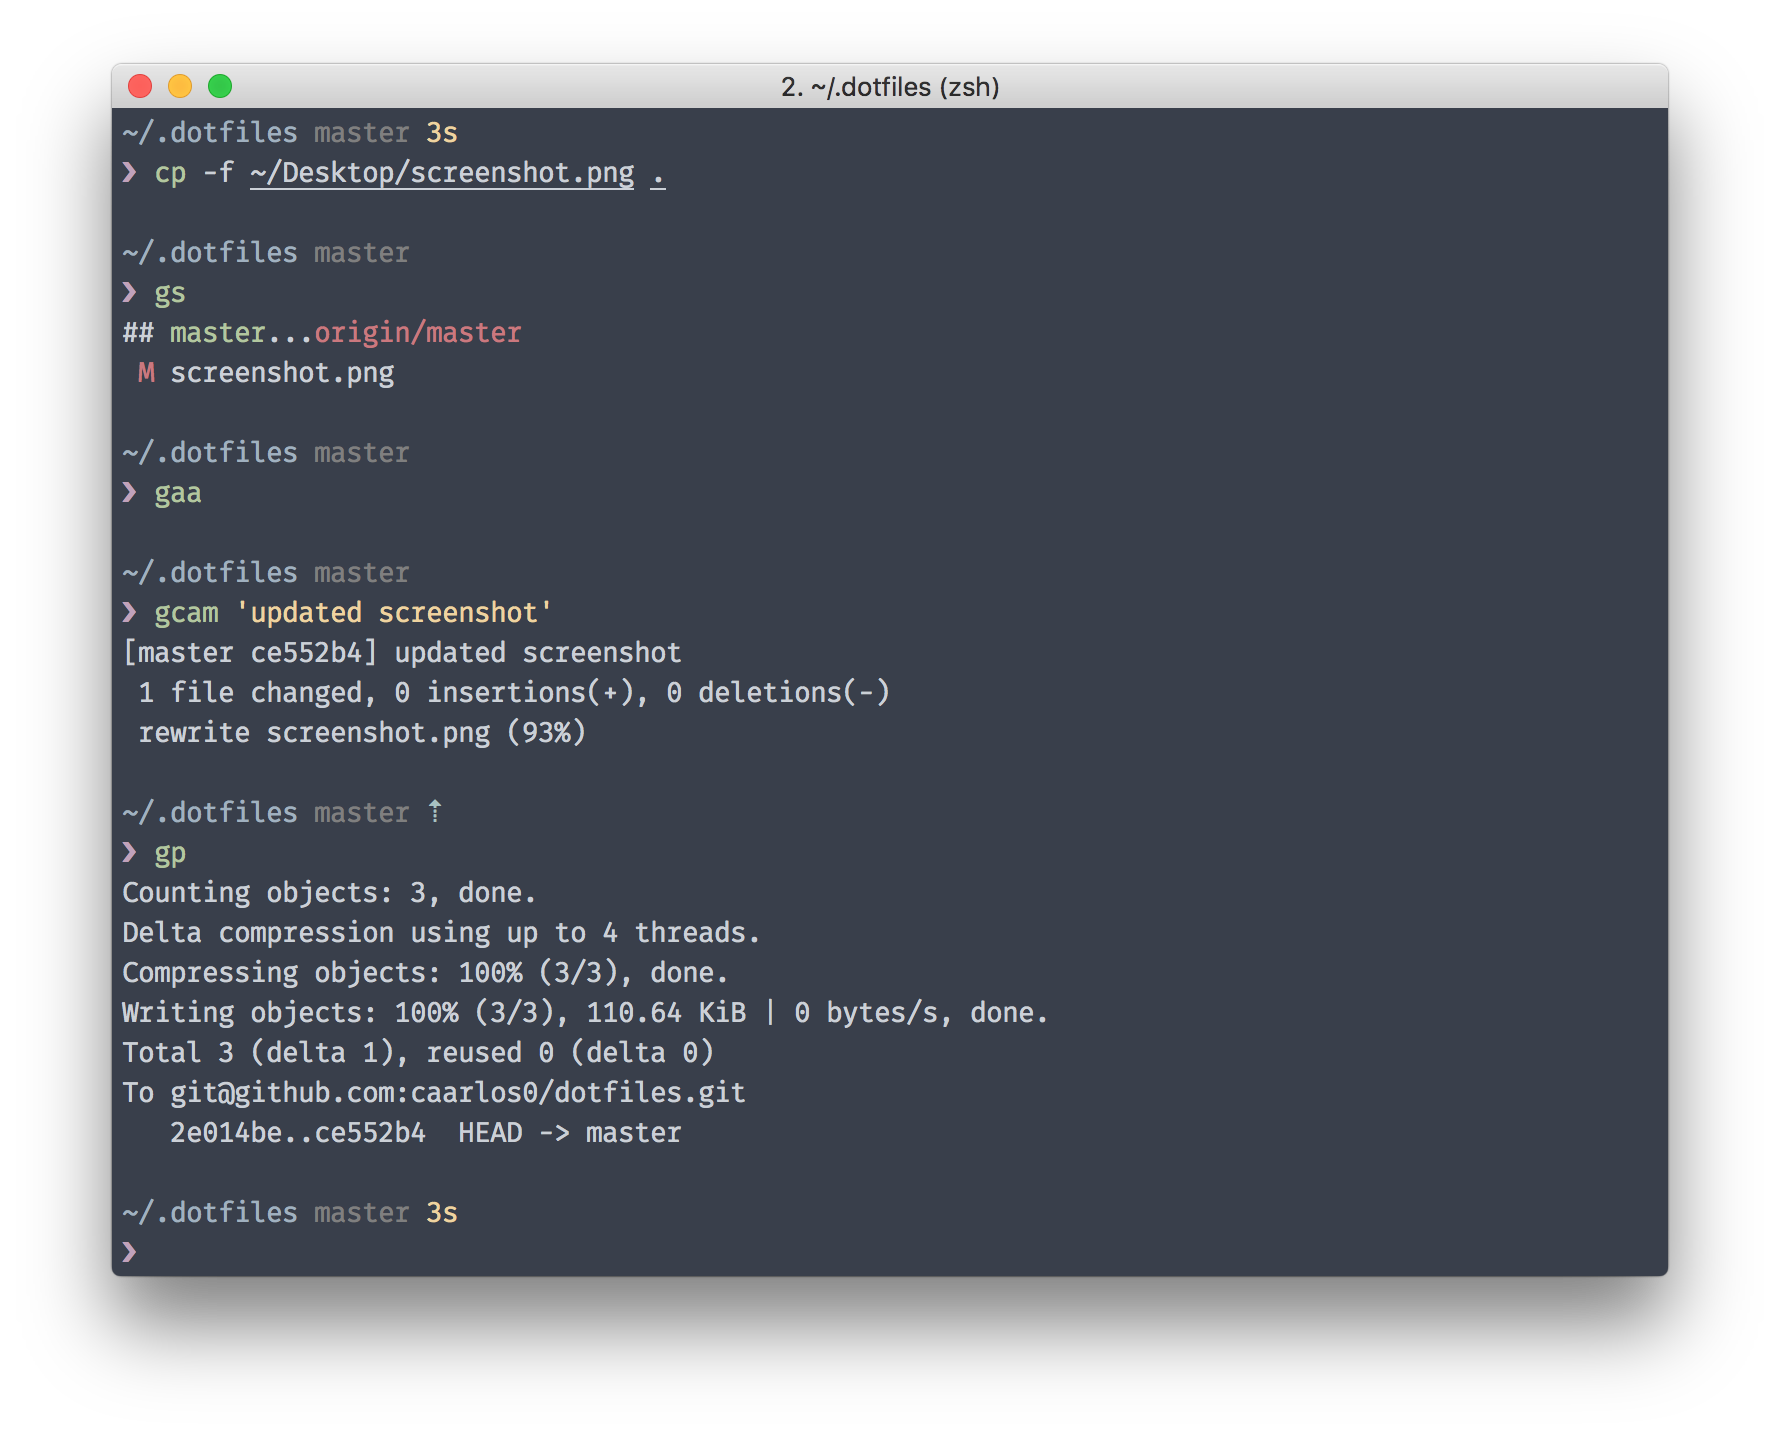 2. ~/.dotfiles (zsh)
~/.dotfiles master 3s
❯ cp -f ~/Desktop/screenshot.png .
~/.dotfiles master
❯ gs
## master...origin/master
 M screenshot.png
~/.dotfiles master
❯ gaa
~/.dotfiles master
❯ gcam 'updated screenshot'
[master ce552b4] updated screenshot
 1 file changed, 0 insertions(+), 0 deletions(-)
 rewrite screenshot.png (93%)
~/.dotfiles master ⇡
❯ gp
Counting objects: 3, done.
Delta compression using up to 4 threads.
Compressing objects: 100% (3/3), done.
Writing objects: 100% (3/3), 110.64 KiB | 0 bytes/s, done.
Total 3 (delta 1), reused 0 (delta 0)
To git@github.com:caarlos0/dotfiles.git
   2e014be..ce552b4  HEAD -> master
~/.dotfiles master 3s
❯